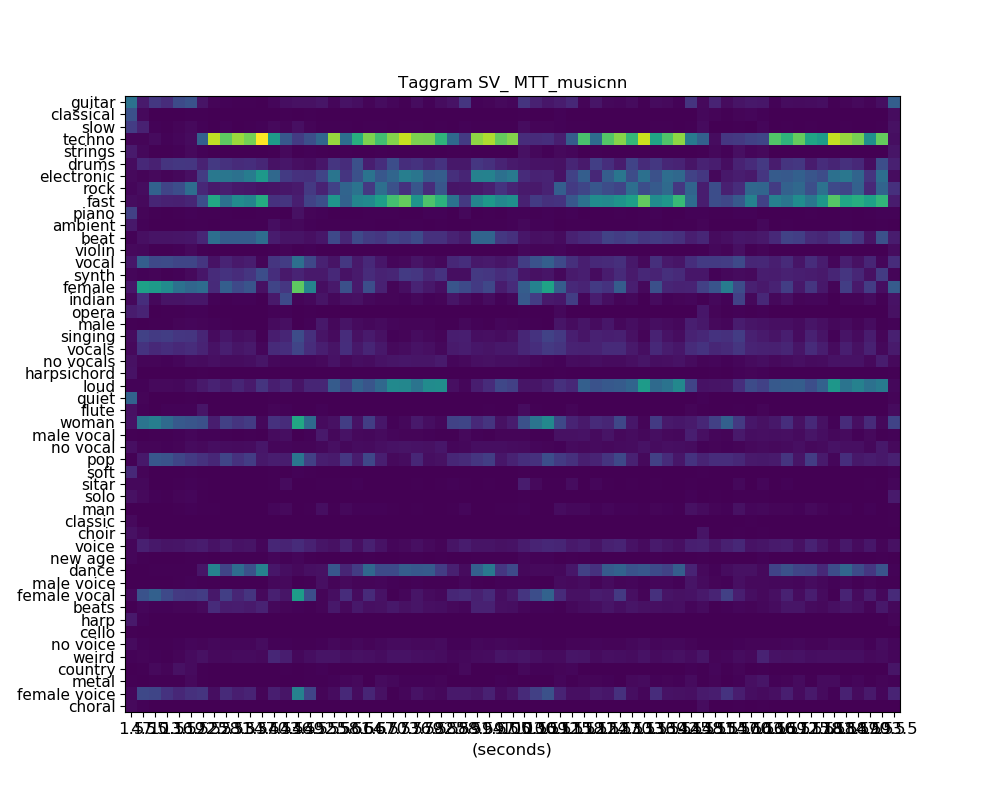 Taggram SV_ MTT_musicnn
guitar
classical
slow
techno
strings
drums
electronic
rock
fast
piano
ambient
beat
violin
vocal
synth
female
indian
opera
male
singing
vocals
no vocals
harpsichord
loud
quiet
flute
woman
male vocal
no vocal
pop
soft
sitar
solo
man
classic
choir
voice
new age
dance
male voice
female vocal
beats
harp
cello
no voice
weird
country
metal
female voice
choral
(seconds)